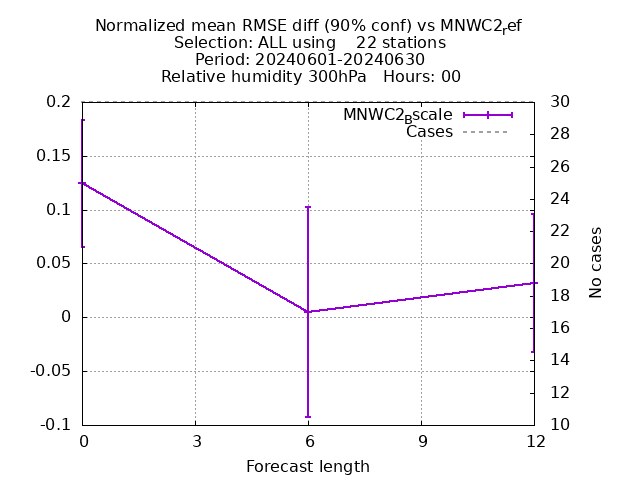 Normalized mean RMSE diff (90% conf) vs MNWC2_ref
Selection: ALL using    22 stations
Period: 20240601-20240630
Relative humidity 300hPa   Hours: 00
MNWC2_Bscale
Cases
0.2
0.15
0.1
0.05
0
-0.05
-0.1
30
28
26
24
22
20
18
16
14
12
10
No cases
0 3 6 9 12
Forecast length